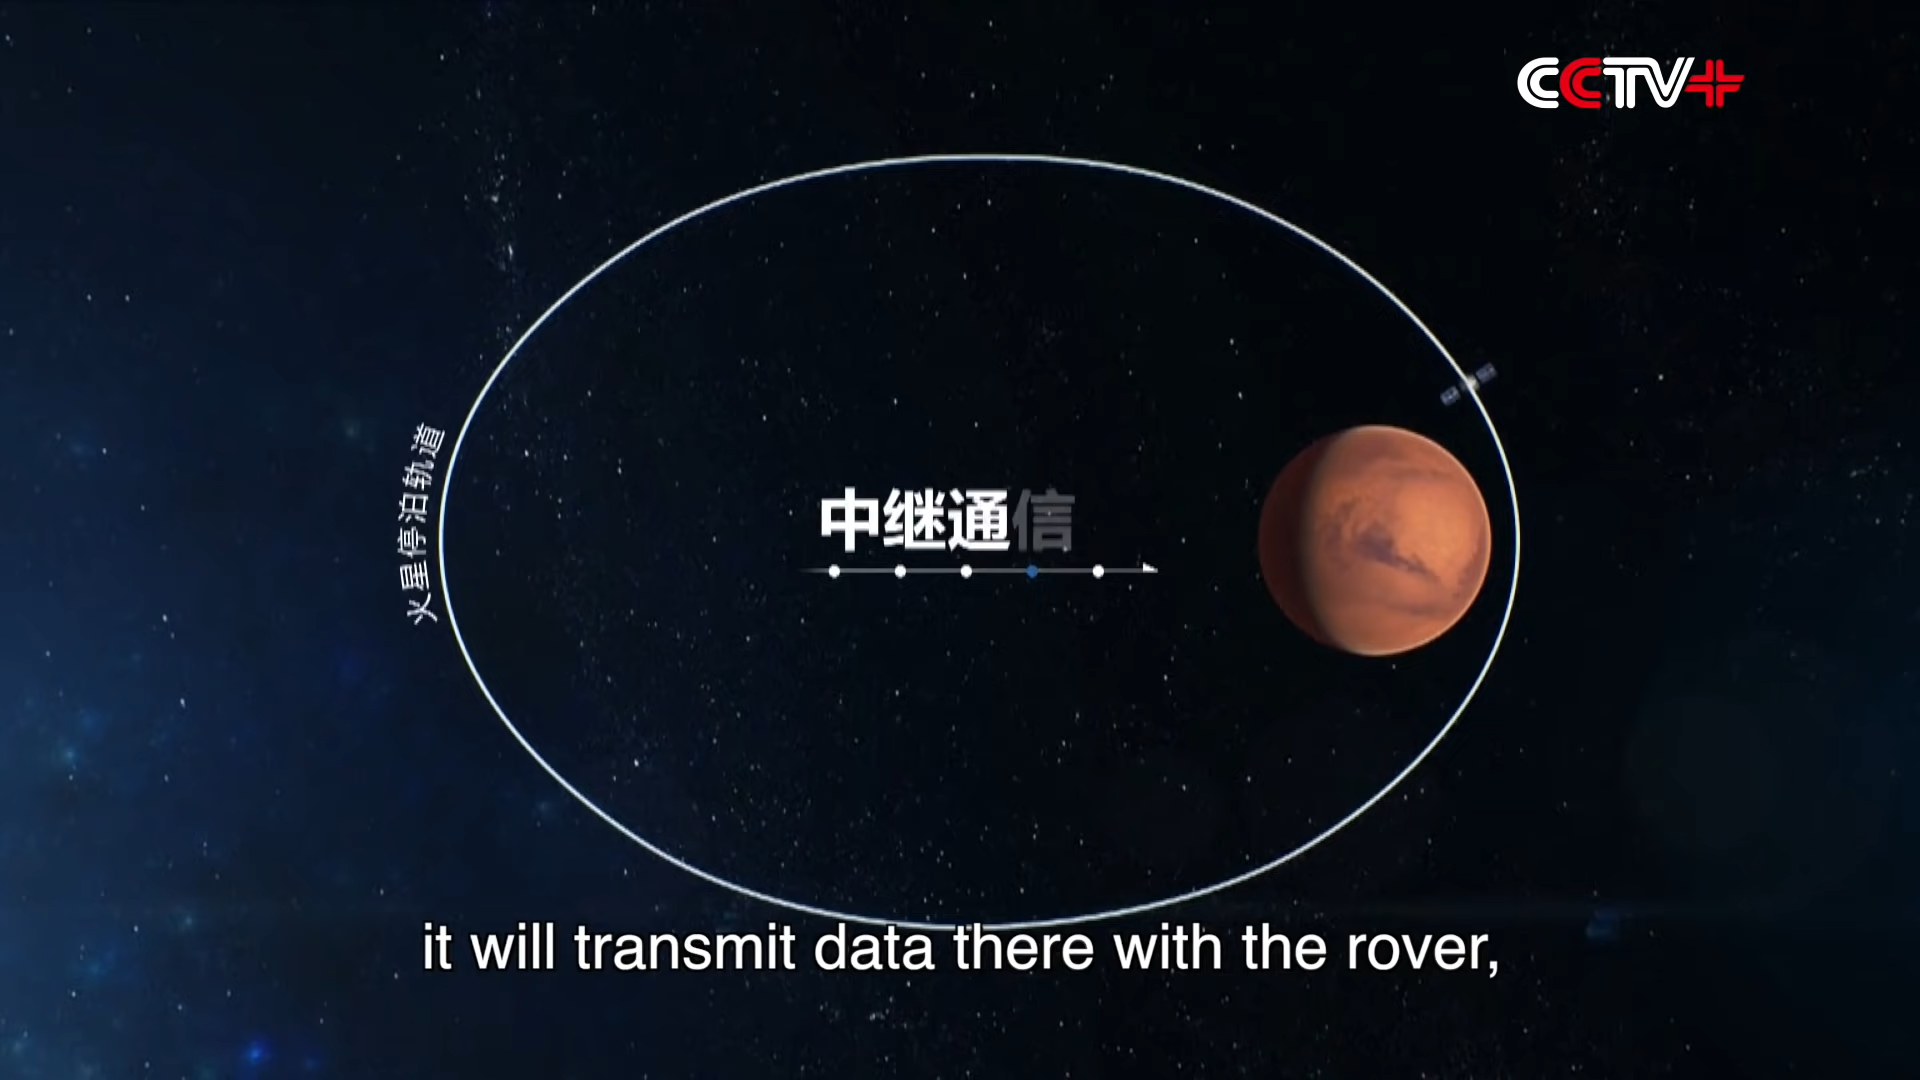 CCTV+
火星停泊轨道
中继通信
it will transmit data there with the rover,